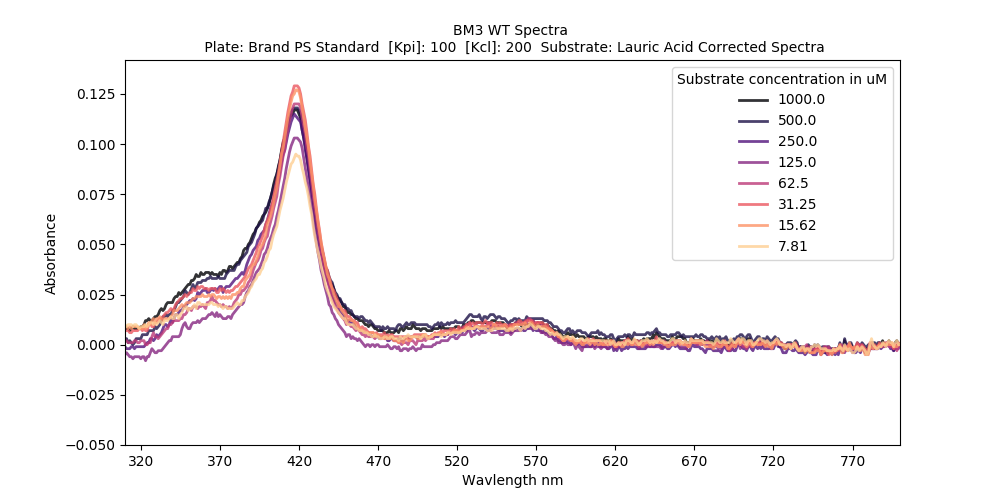 BM3 WT Spectra
Plate: Brand PS Standard  [Kpi]: 100  [Kcl]: 200  Substrate: Lauric Acid Corrected Spectra
Substrate concentration in uM
1000.0
500.0
250.0
125.0
62.5
31.25
15.62
7.81
0.125
0.100
0.075
0.050
0.025
0.000
−0.025
−0.050
Absorbance
320 370 420 470 520 570 620 670 720 770
Wavlength nm